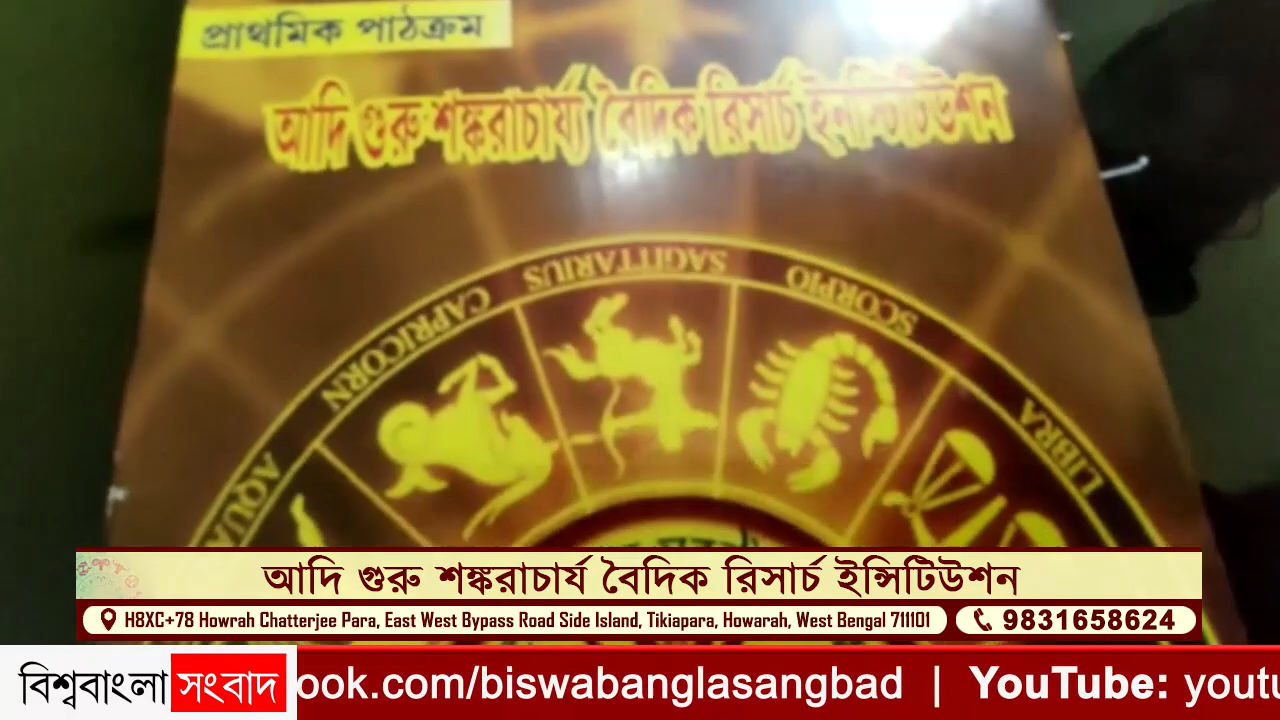 প্রাথমিক পাঠক্রম
আদি গুরু শঙ্করাচার্য্য বৈদিক রিসার্চ ইনস্টিটিউশন
SAGITTARIUS
SCORPIO
CAPRICORN
LIBRA
আদি গুরু শঙ্করাচার্য বৈদিক রিসার্চ ইন্সিটিউশন
H8XC+78 Howrah Chatterjee Para, East West Bypass Road Side Island, Tikiapara, Howarah, West Bengal 711101
9831658624
বিশ্ববাংলা সংবাদ
ook.com/biswabanglasangbad | YouTube: yout